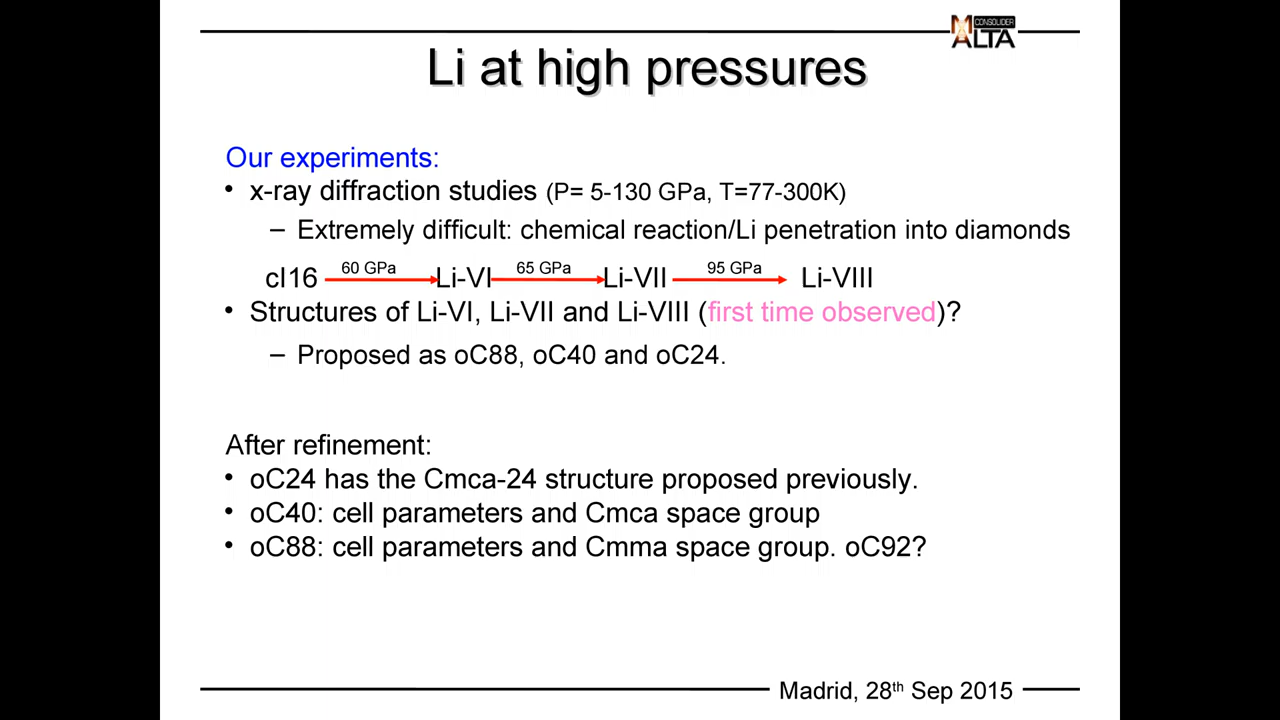 CONSOLIDER
MALTA
Li at high pressures
Our experiments:
• x-ray diffraction studies (P= 5-130 GPa, T=77-300K)
– Extremely difficult: chemical reaction/Li penetration into diamonds
cI16 60 GPa Li-VI 65 GPa Li-VII 95 GPa Li-VIII
• Structures of Li-VI, Li-VII and Li-VIII (first time observed)?
– Proposed as oC88, oC40 and oC24.
After refinement:
• oC24 has the Cmca-24 structure proposed previously.
• oC40: cell parameters and Cmca space group
• oC88: cell parameters and Cmma space group. oC92?
Madrid, 28th Sep 2015